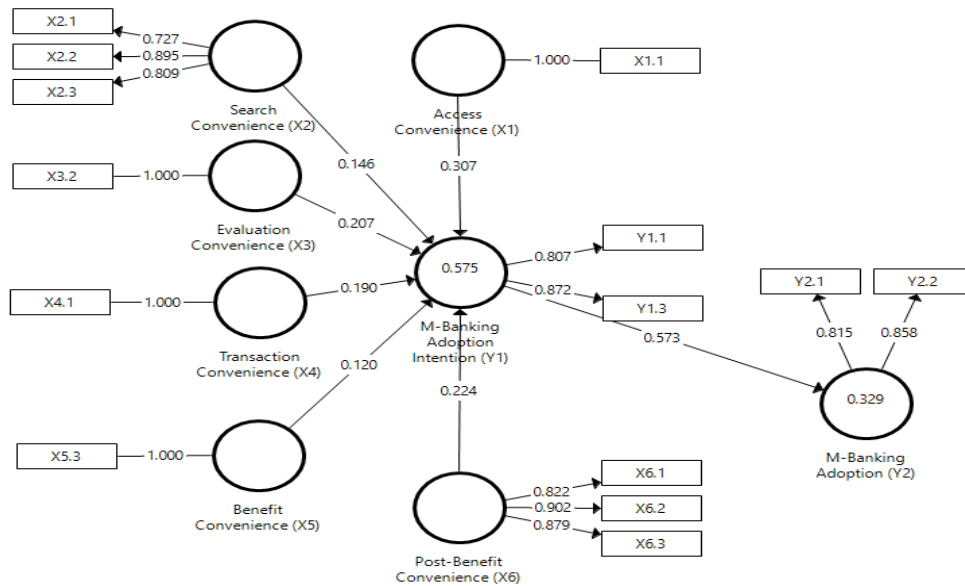 X2.1
0.727
X2.2
0.895
X2.3
0.809
Search
Convenience (X2)
0.146
1.000
X1.1
Access
Convenience (X1)
0.307
X3.2
1.000
Evaluation
Convenience (X3)
0.207
X4.1
1.000
Transaction
Convenience (X4)
0.190
0.575
M-Banking
Adoption
Intention (Y1)
0.807
Y1.1
0.872
Y1.3
0.573
Y2.1
Y2.2
0.815
0.858
0.329
M-Banking
Adoption (Y2)
X5.3
1.000
Benefit
Convenience (X5)
0.120
0.224
Post-Benefit
Convenience (X6)
0.822
X6.1
0.902
X6.2
0.879
X6.3